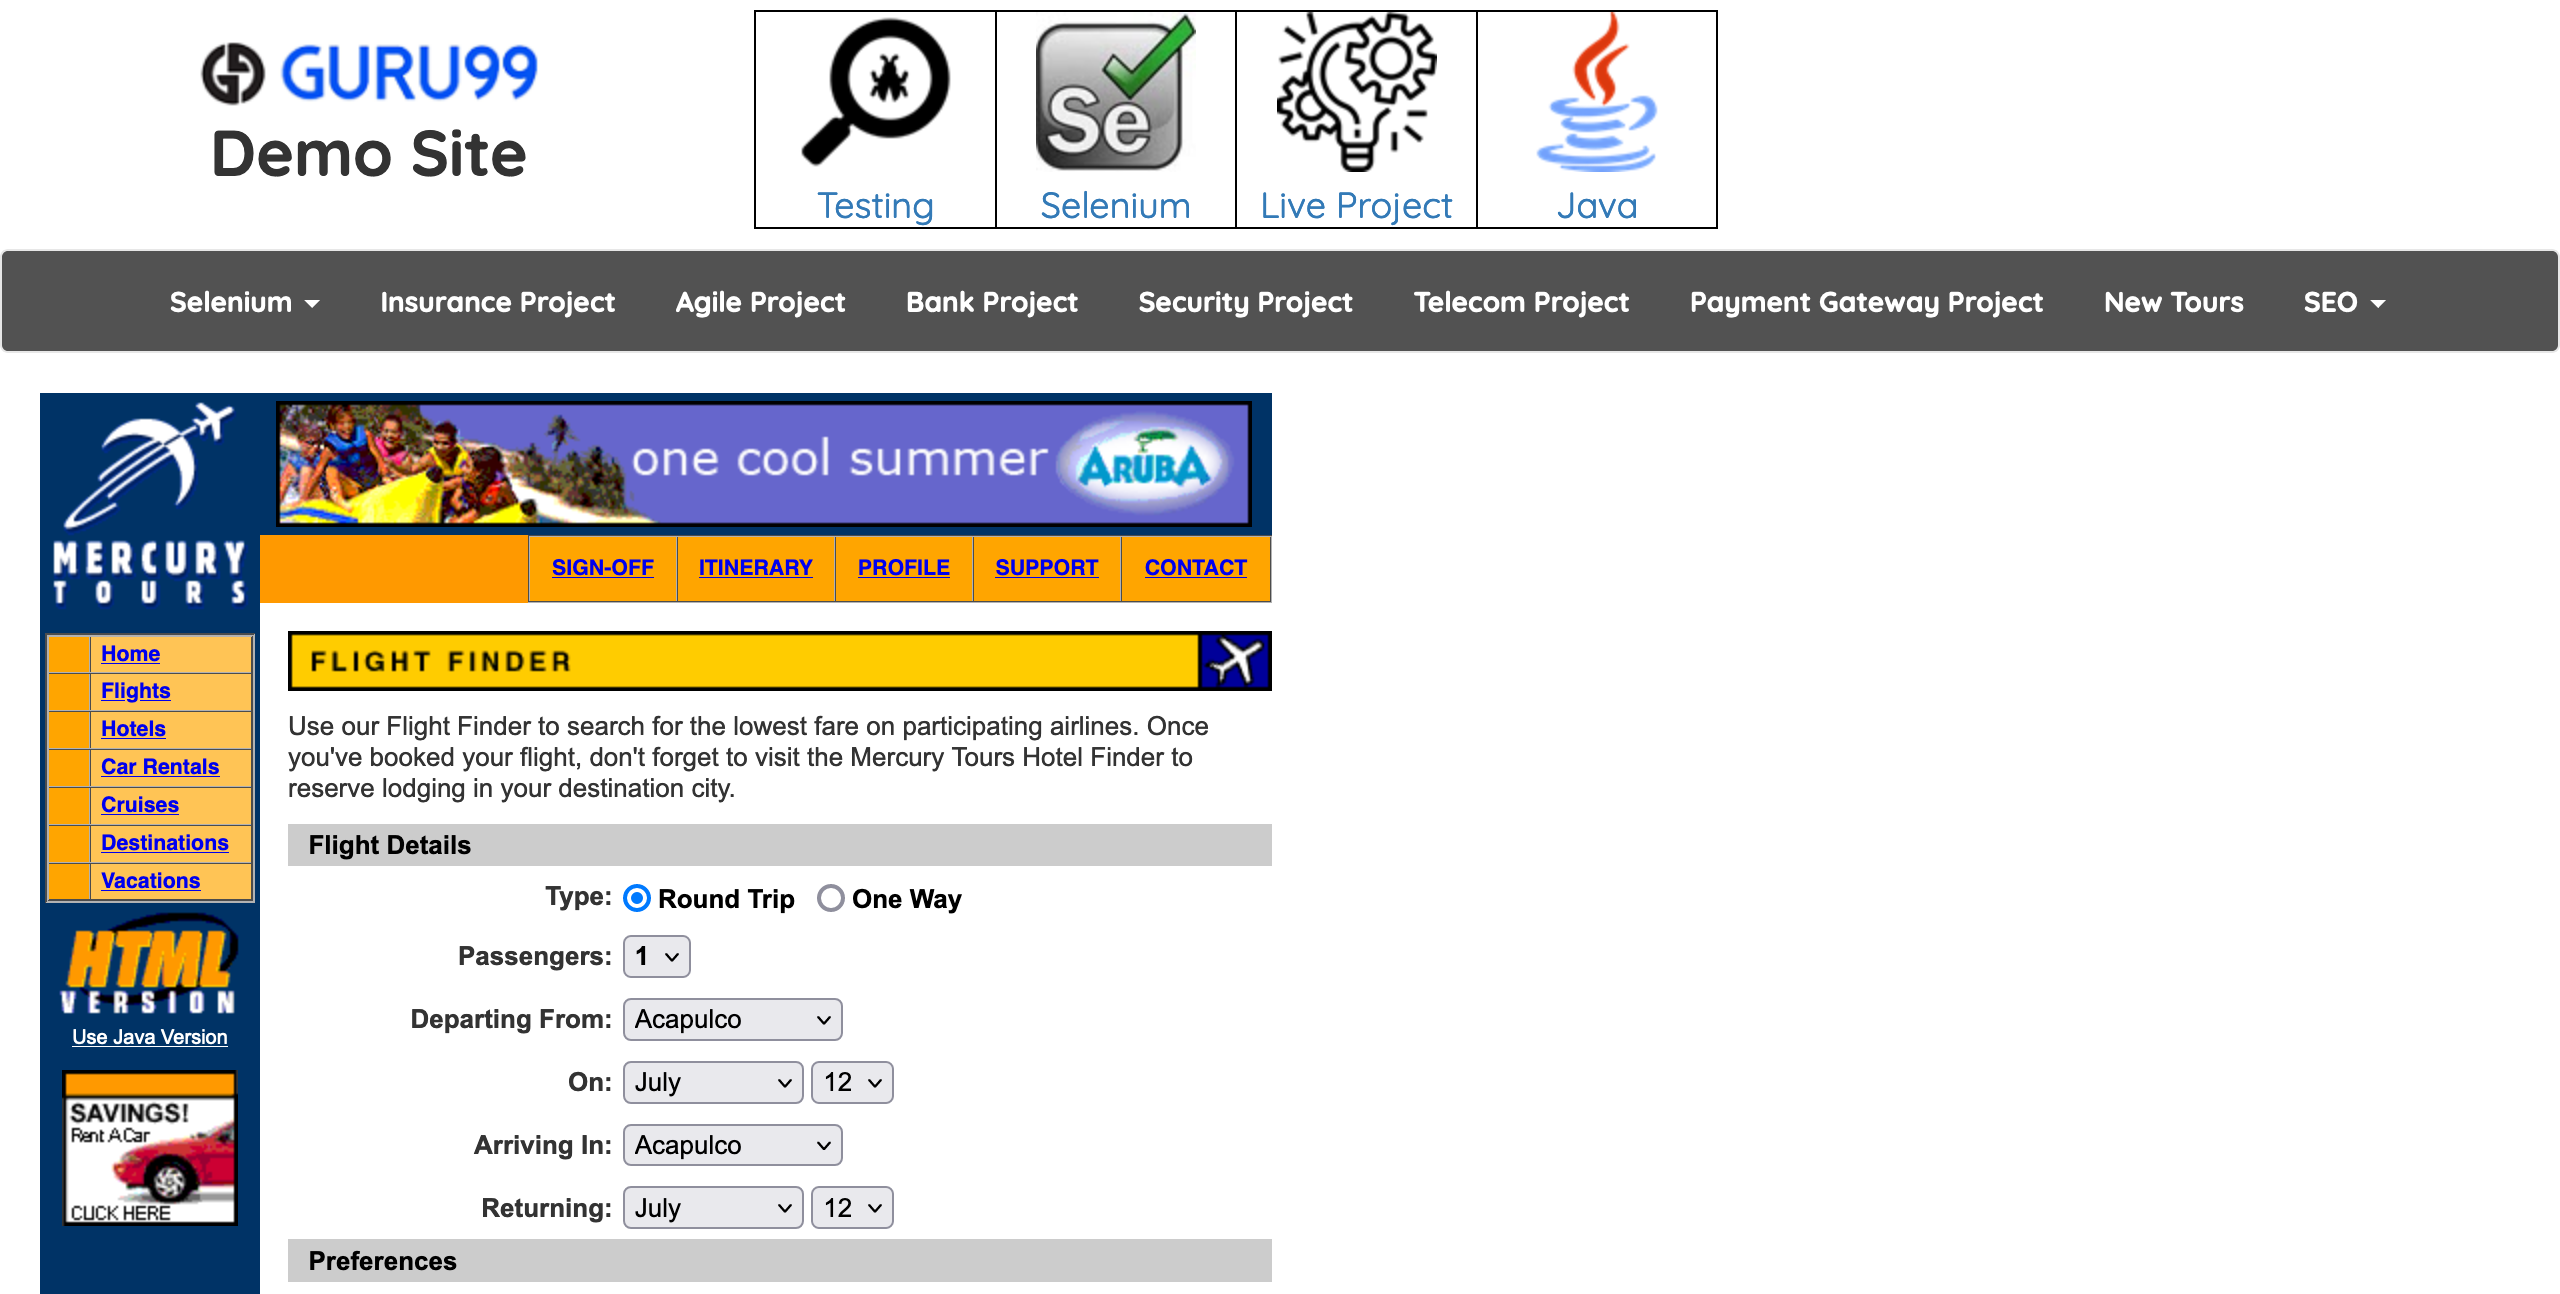 GURU99
Demo Site
Testing
Selenium
Live Project
Java
Se
Selenium
Insurance Project
Agile Project
Bank Project
Security Project
Telecom Project
Payment Gateway Project
New Tours
SEO
MERCURY
TOURS
one cool summer ARUBA
SIGN-OFF
ITINERARY
PROFILE
SUPPORT
CONTACT
Home
Flights
Hotels
Car Rentals
Cruises
Destinations
Vacations
HTML
VERSION
Use Java Version
SAVINGS!
Rent A Car
CLICK HERE
FLIGHT FINDER
Use our Flight Finder to search for the lowest fare on participating airlines. Once
you've booked your flight, don't forget to visit the Mercury Tours Hotel Finder to
reserve lodging in your destination city.
Flight Details
Type: Round Trip One Way
Passengers: 1
Departing From: Acapulco
On: July 12
Arriving In: Acapulco
Returning: July 12
Preferences